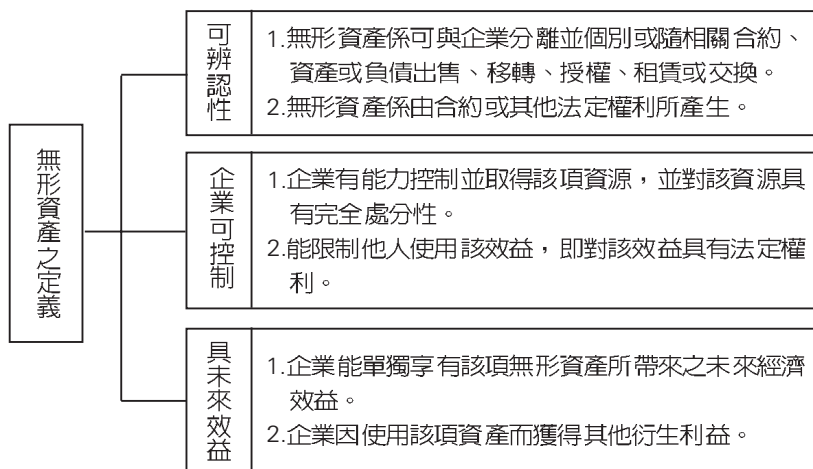 無形資產之定義
可辨認性
1.無形資產係可與企業分離並個別或隨相關合約、
資產或負債出售、移轉、授權、租賃或交換。
2.無形資產係由合約或其他法定權利所產生。
企業可控制
1.企業有能力控制並取得該項資源，並對該資源具
有完全處分性。
2.能限制他人使用該效益，即對該效益具有法定權
利。
具未來效益
1.企業能單獨享有該項無形資產所帶來之未來經濟
效益。
2.企業因使用該項資產而獲得其他衍生利益。